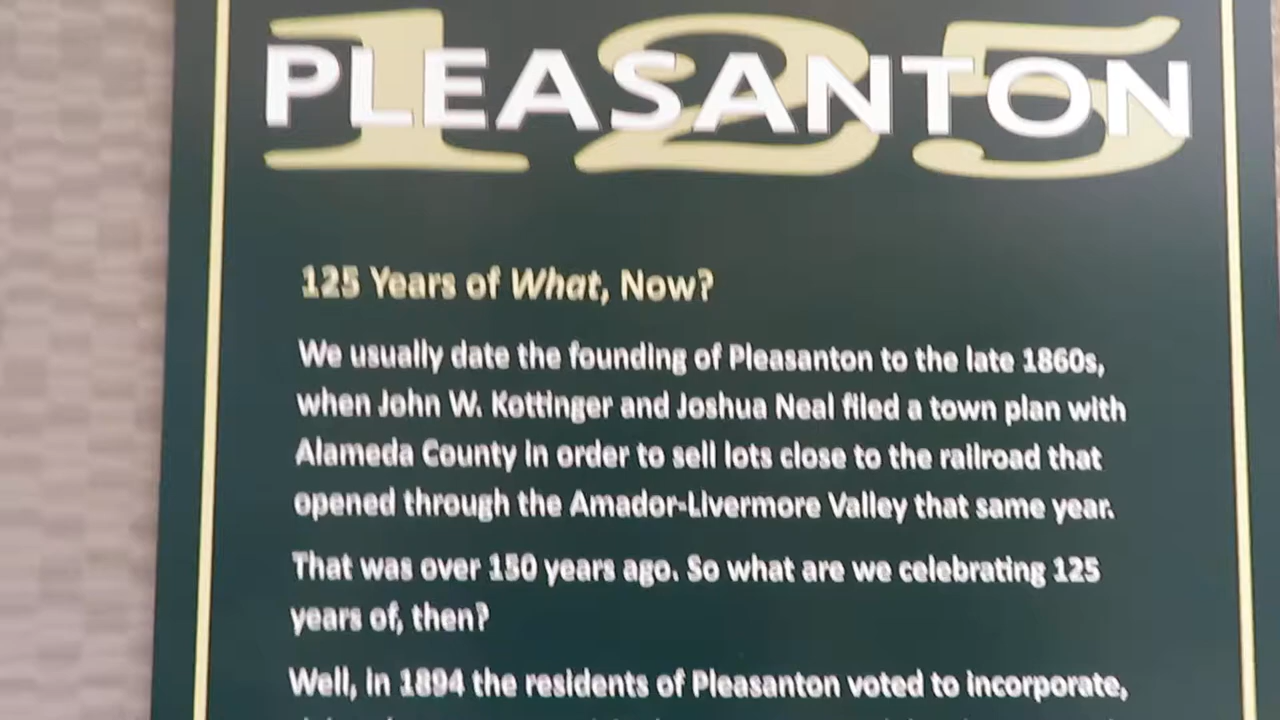 125
PLEASANTON
125 Years of What, Now?
We usually date the founding of Pleasanton to the late 1860s,
when John W. Kottinger and Joshua Neal filed a town plan with
Alameda County in order to sell lots close to the railroad that
opened through the Amador-Livermore Valley that same year.
That was over 150 years ago. So what are we celebrating 125
years of, then?
Well, in 1894 the residents of Pleasanton voted to incorporate,